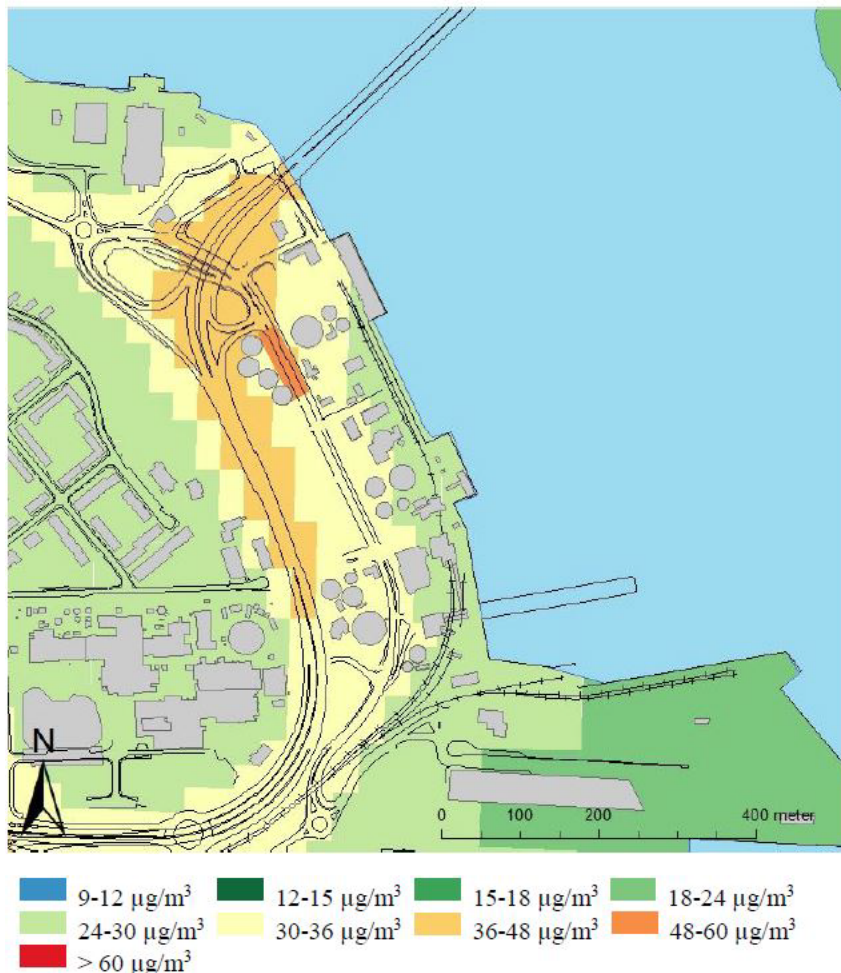 N
0 200 400 meter
9-12 µg/m³ 12-15 µg/m³ 15-18 µg/m³ 18-24 µg/m³
24-30 µg/m³ 30-36 µg/m³ 36-48 µg/m³ 48-60 µg/m³
> 60 µg/m³